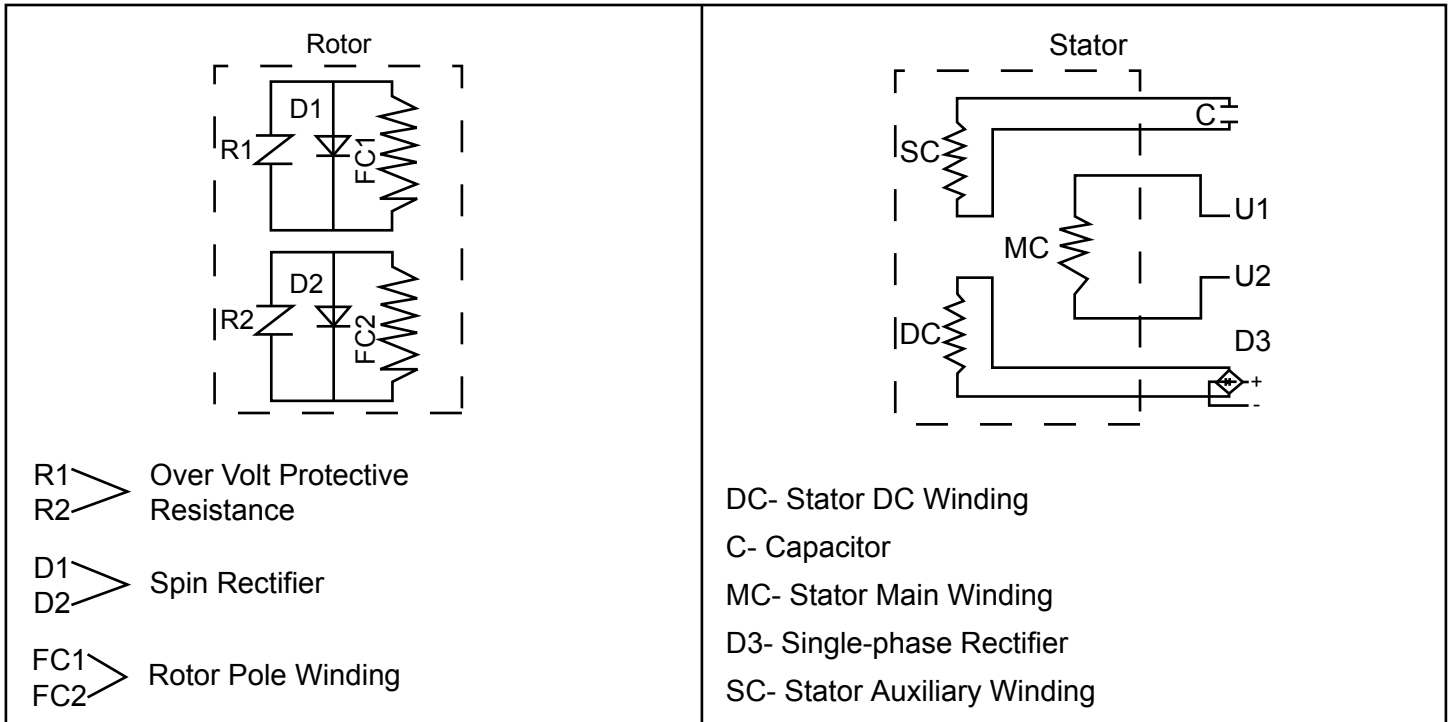 Rotor
D1
R1
FC1
D2
R2
FC2
R1
R2
Over Volt Protective
Resistance
D1
D2
Spin Rectifier
FC1
FC2
Rotor Pole Winding
Stator
C
SC
U1
MC
U2
DC
D3
+
-
DC- Stator DC Winding
C- Capacitor
MC- Stator Main Winding
D3- Single-phase Rectifier
SC- Stator Auxiliary Winding